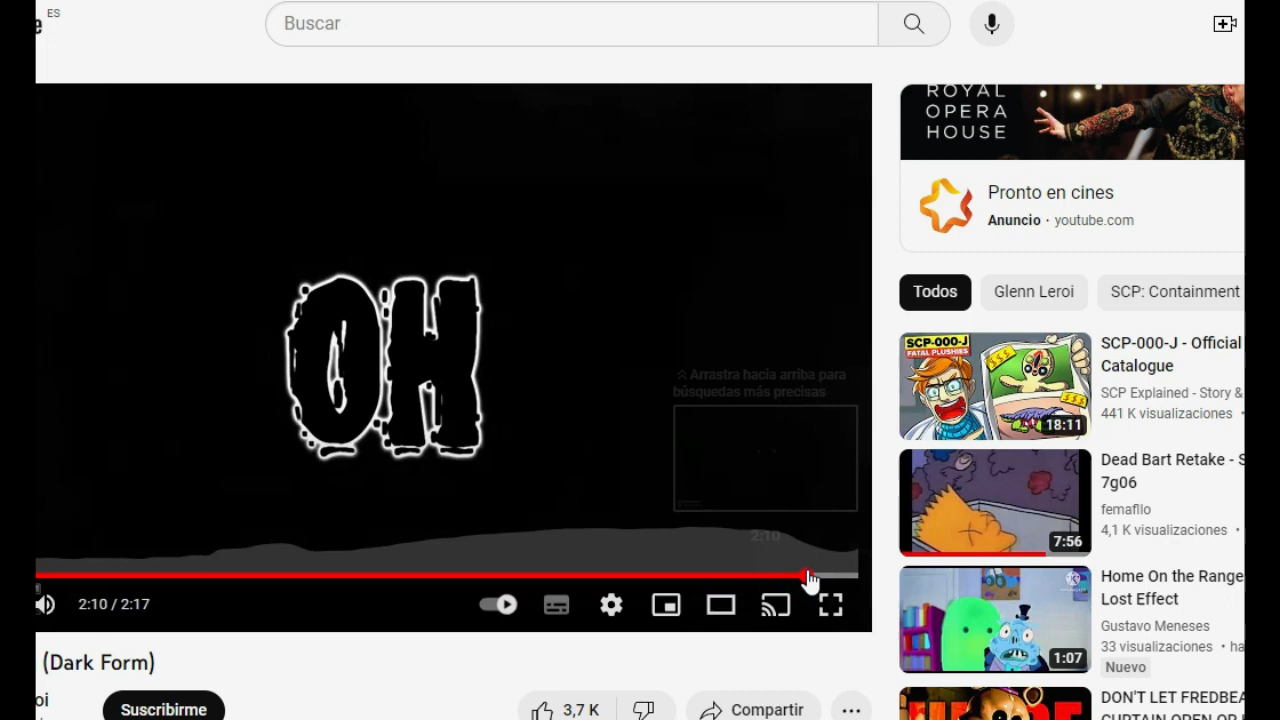 e ES
Buscar
OH
Arrastra hacia arriba para
búsquedas más precisas
2:10
2:10 / 2:17
(Dark Form)
oi
Suscribirme
3,7 K
Compartir
ROYAL
OPERA
HOUSE
Pronto en cines
Anuncio · youtube.com
Todos
Glenn Leroi
SCP: Containment
SCP-000-J
FATAL PLUSHIES
18:11
SCP-000-J - Official
Catalogue
SCP Explained - Story &
441 K visualizaciones ·
7:56
Dead Bart Retake - S
7g06
femafilo
4,1 K visualizaciones ·
1:07
Home On the Range
Lost Effect
Gustavo Meneses
33 visualizaciones · ha
Nuevo
DON'T LET FREDBEA
CURTAIN OPEN OR